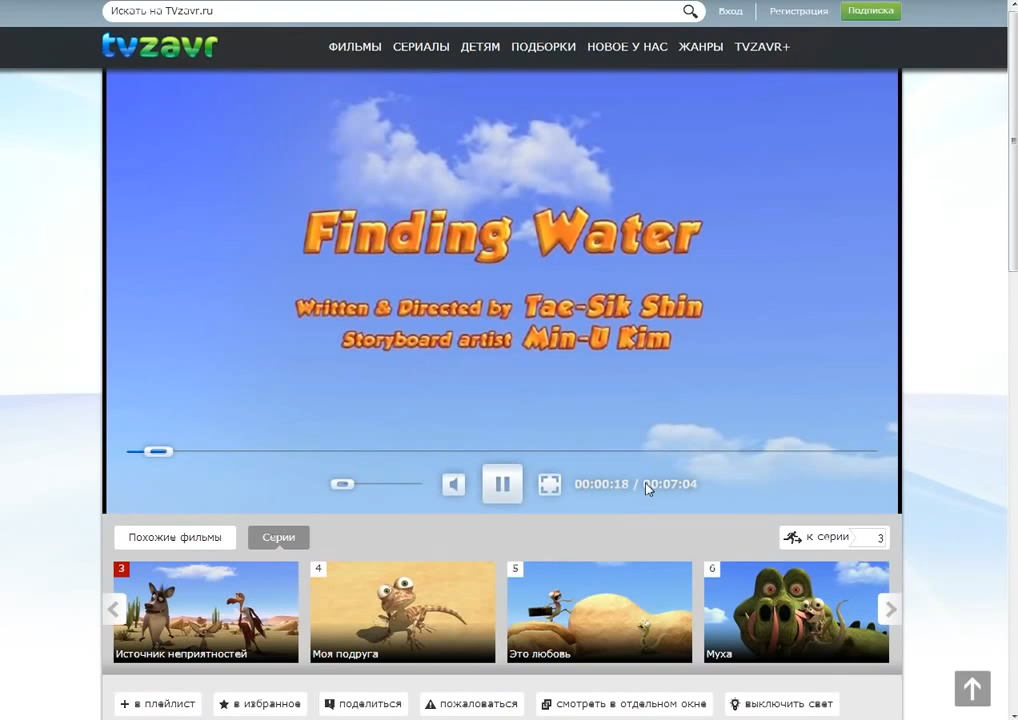 Искать на TVzavr.ru
Вход
Регистрация
Подписка
tvzavr
ФИЛЬМЫ СЕРИАЛЫ ДЕТЯМ ПОДБОРКИ НОВОЕ У НАС ЖАНРЫ TVZAVR+
Finding Water
Written & Directed by Tae-Sik Shin
Storyboard artist Min-U Kim
00:00:18 / 00:07:04
Похожие фильмы
Серии
к серии 3
3
4
5
6
Источник неприятностей
Моя подруга
Это любовь
Муха
+ в плейлист
в избранное
поделиться
пожаловаться
смотреть в отдельном окне
выключить свет